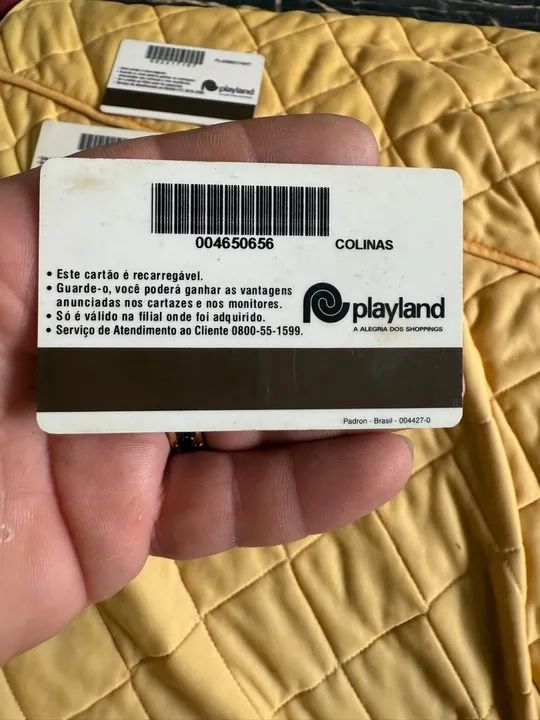 playland
004650656 COLINAS
• Este cartão é recarregável.
• Guarde-o, você poderá ganhar as vantagens
anunciadas nos cartazes e nos monitores.
• Só é válido na filial onde foi adquirido.
• Serviço de Atendimento ao Cliente 0800-55-1599.
playland
A ALEGRIA DOS SHOPPINGS
Padron - Brasil - 004427-0